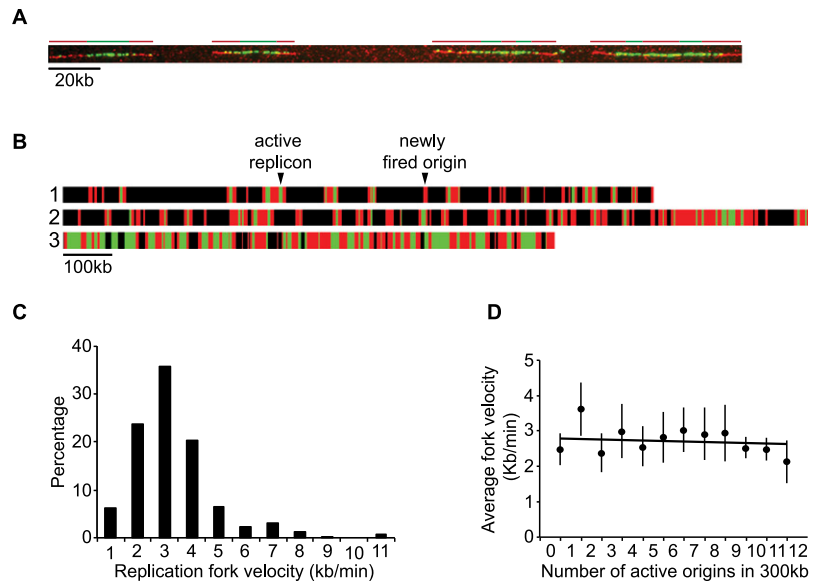 A
20kb
B
active
replicon
newly
fired origin
1
2
3
100kb
C
Percentage
40
30
20
10
0
1 2 3 4 5 6 7 8 9 10 11
Replication fork velocity (kb/min)
D
Average fork velocity
(Kb/min)
5
4
3
2
1
0
0 1 2 3 4 5 6 7 8 9 10 11 12
Number of active origins in 300kb